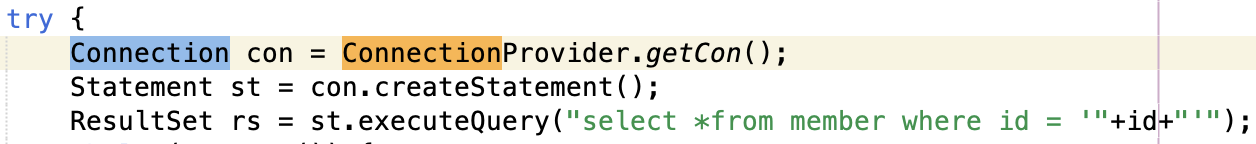 try {
Connection con = ConnectionProvider.getCon();
Statement st = con.createStatement();
ResultSet rs = st.executeQuery("select *from member where id = '"+id+"'");